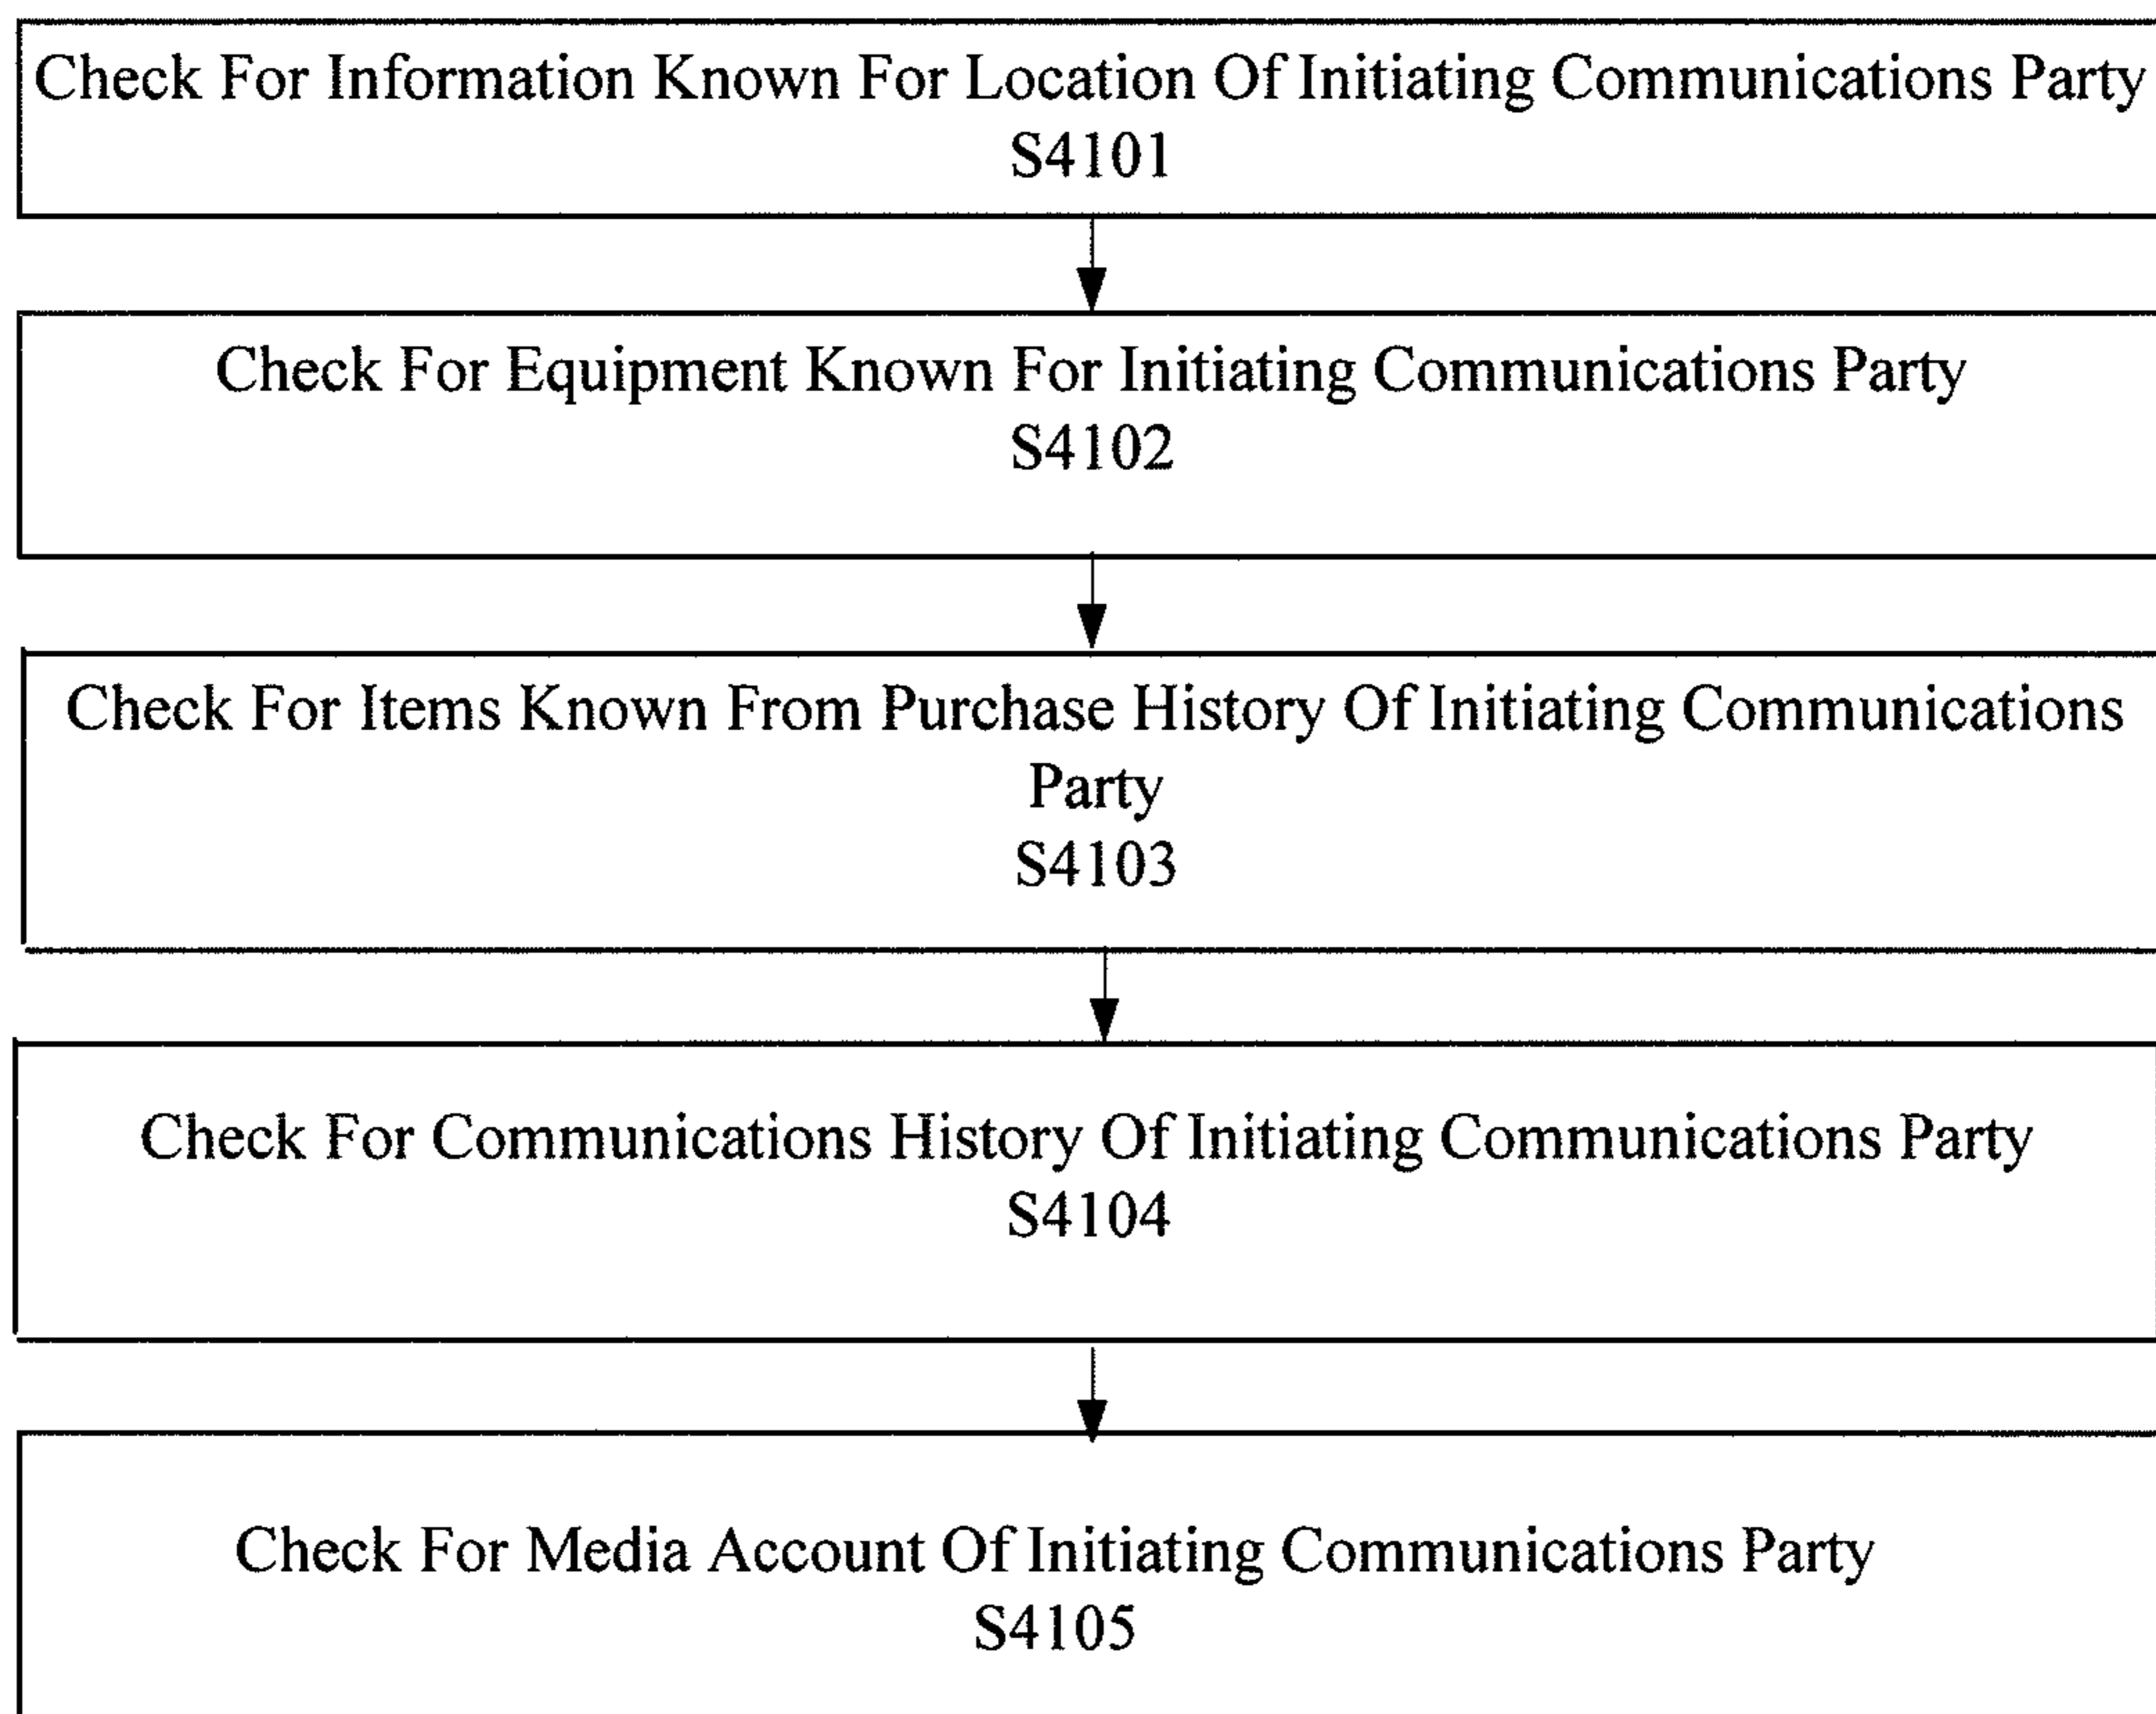 Check For Information Known For Location Of Initiating Communications Party
S4101
Check For Equipment Known For Initiating Communications Party
S4102
Check For Items Known From Purchase History Of Initiating Communications
Party
S4103
Check For Communications History Of Initiating Communications Party
S4104
Check For Media Account Of Initiating Communications Party
S4105